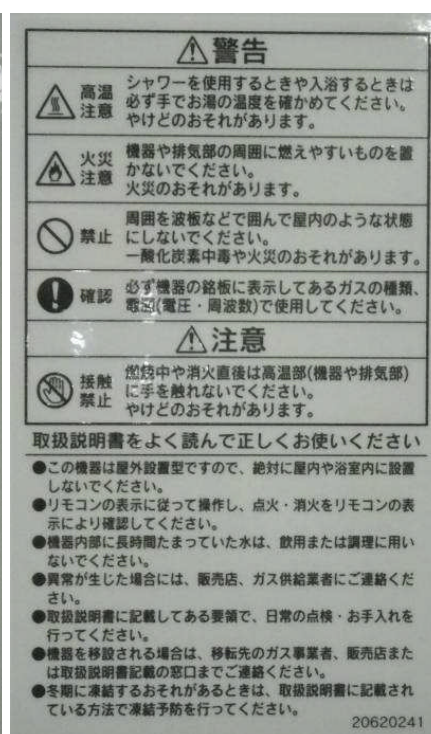 警告
高温
注意
シャワーを使用するときや入浴するときは
必ず手でお湯の温度を確かめてください。
やけどのおそれがあります。
火災
注意
機器や排気部の周囲に燃えやすいものを置
かないでください。
火災のおそれがあります。
禁止
周囲を波板などで囲んで屋内のような状態
にしないでください。
一酸化炭素中毒や火災のおそれがあります。
確認
必ず機器の銘板に表示してあるガスの種類、
電源(電圧・周波数)で使用してください。
注意
接触
禁止
燃焼中や消火直後は高温部(機器や排気部)
に手を触れないでください。
やけどのおそれがあります。
取扱説明書をよく読んで正しくお使いください
●この機器は屋外設置型ですので、絶対に屋内や浴室内に設置
しないでください。
●リモコンの表示に従って操作し、点火・消火をリモコンの表
示により確認してください。
●機器内部に長時間たまっていた水は、飲用または調理に用い
ないでください。
●異常が生じた場合には、販売店、ガス供給業者にご連絡くだ
さい。
●取扱説明書に記載してある要領で、日常の点検・お手入れを
行ってください。
●機器を移設される場合は、移転先のガス事業者、販売店また
は取扱説明書記載の窓口までご連絡ください。
●冬期に凍結するおそれがあるときは、取扱説明書に記載され
ている方法で凍結予防を行ってください。
20620241